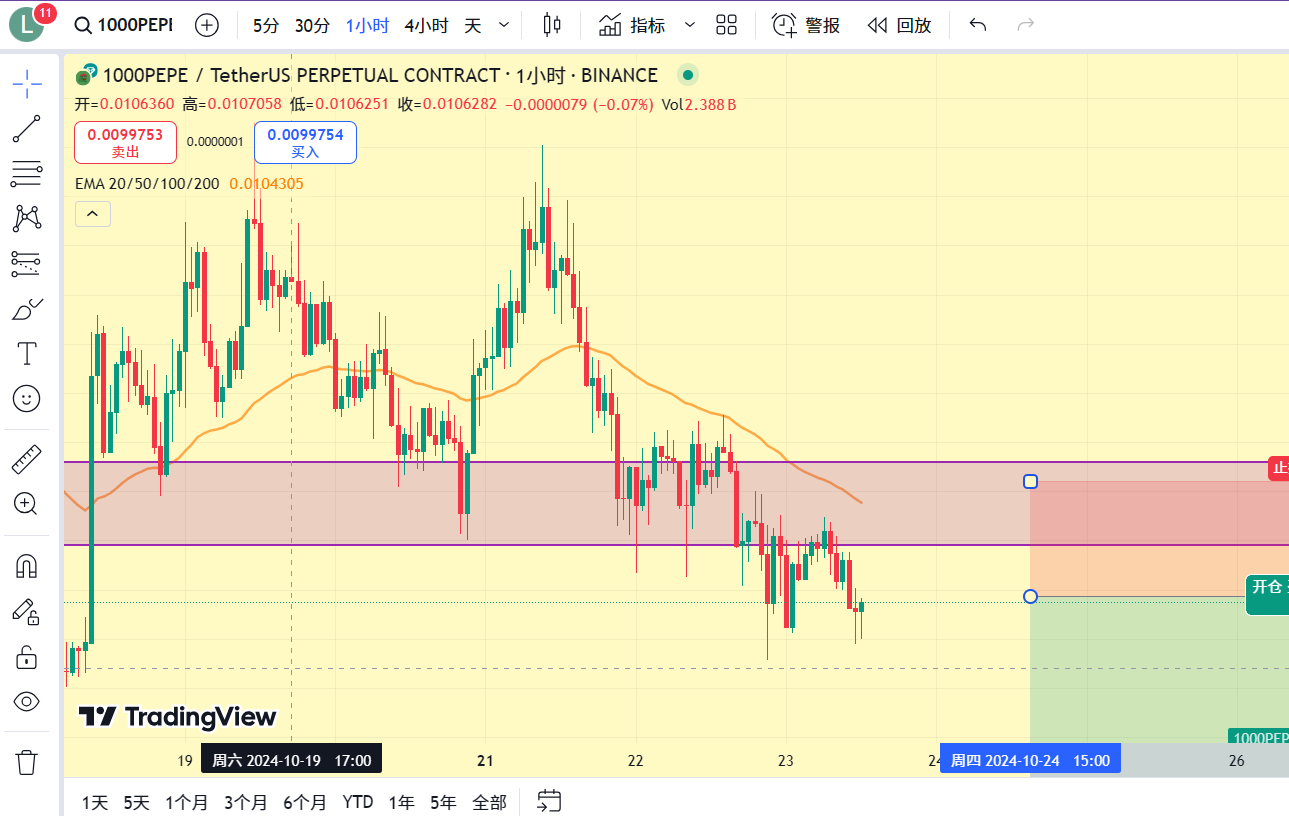 L 11 1000PEPE 5分 30分 1小时 4小时 天 指标 警报 回放
1000PEPE / TetherUS PERPETUAL CONTRACT · 1小时 · BINANCE
开=0.0106360 高=0.0107058 低=0.0106251 收=0.0106282 −0.0000079 (−0.07%) Vol2.388 B
0.0099753 0.0000001 0.0099754
卖出 买入
EMA 20/50/100/200 0.0104305
止
开仓
TradingView
1000PEP
19 周六 2024-10-19 17:00 21 22 23 24 周四 2024-10-24 15:00 26
1天 5天 1个月 3个月 6个月 YTD 1年 5年 全部